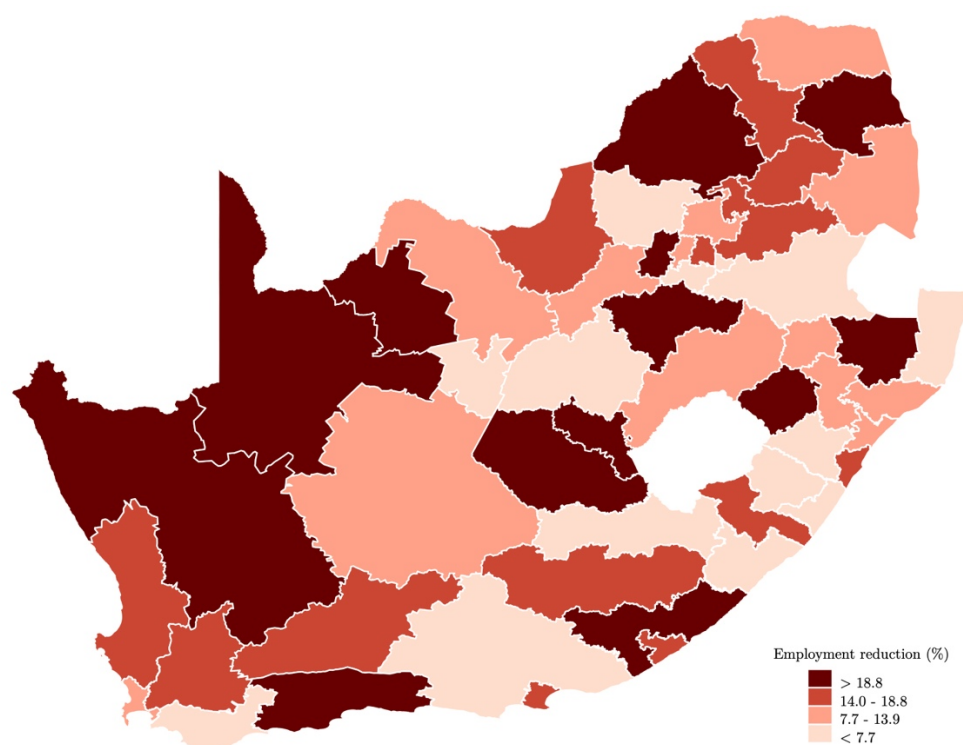 Employment reduction (%)
> 18.8
14.0 - 18.8
7.7 - 13.9
< 7.7